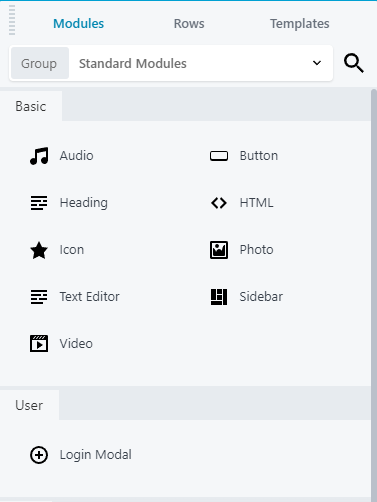 Modules Rows Templates
Group Standard Modules
Basic
Audio Button
Heading HTML
Icon Photo
Text Editor Sidebar
Video
User
Login Modal